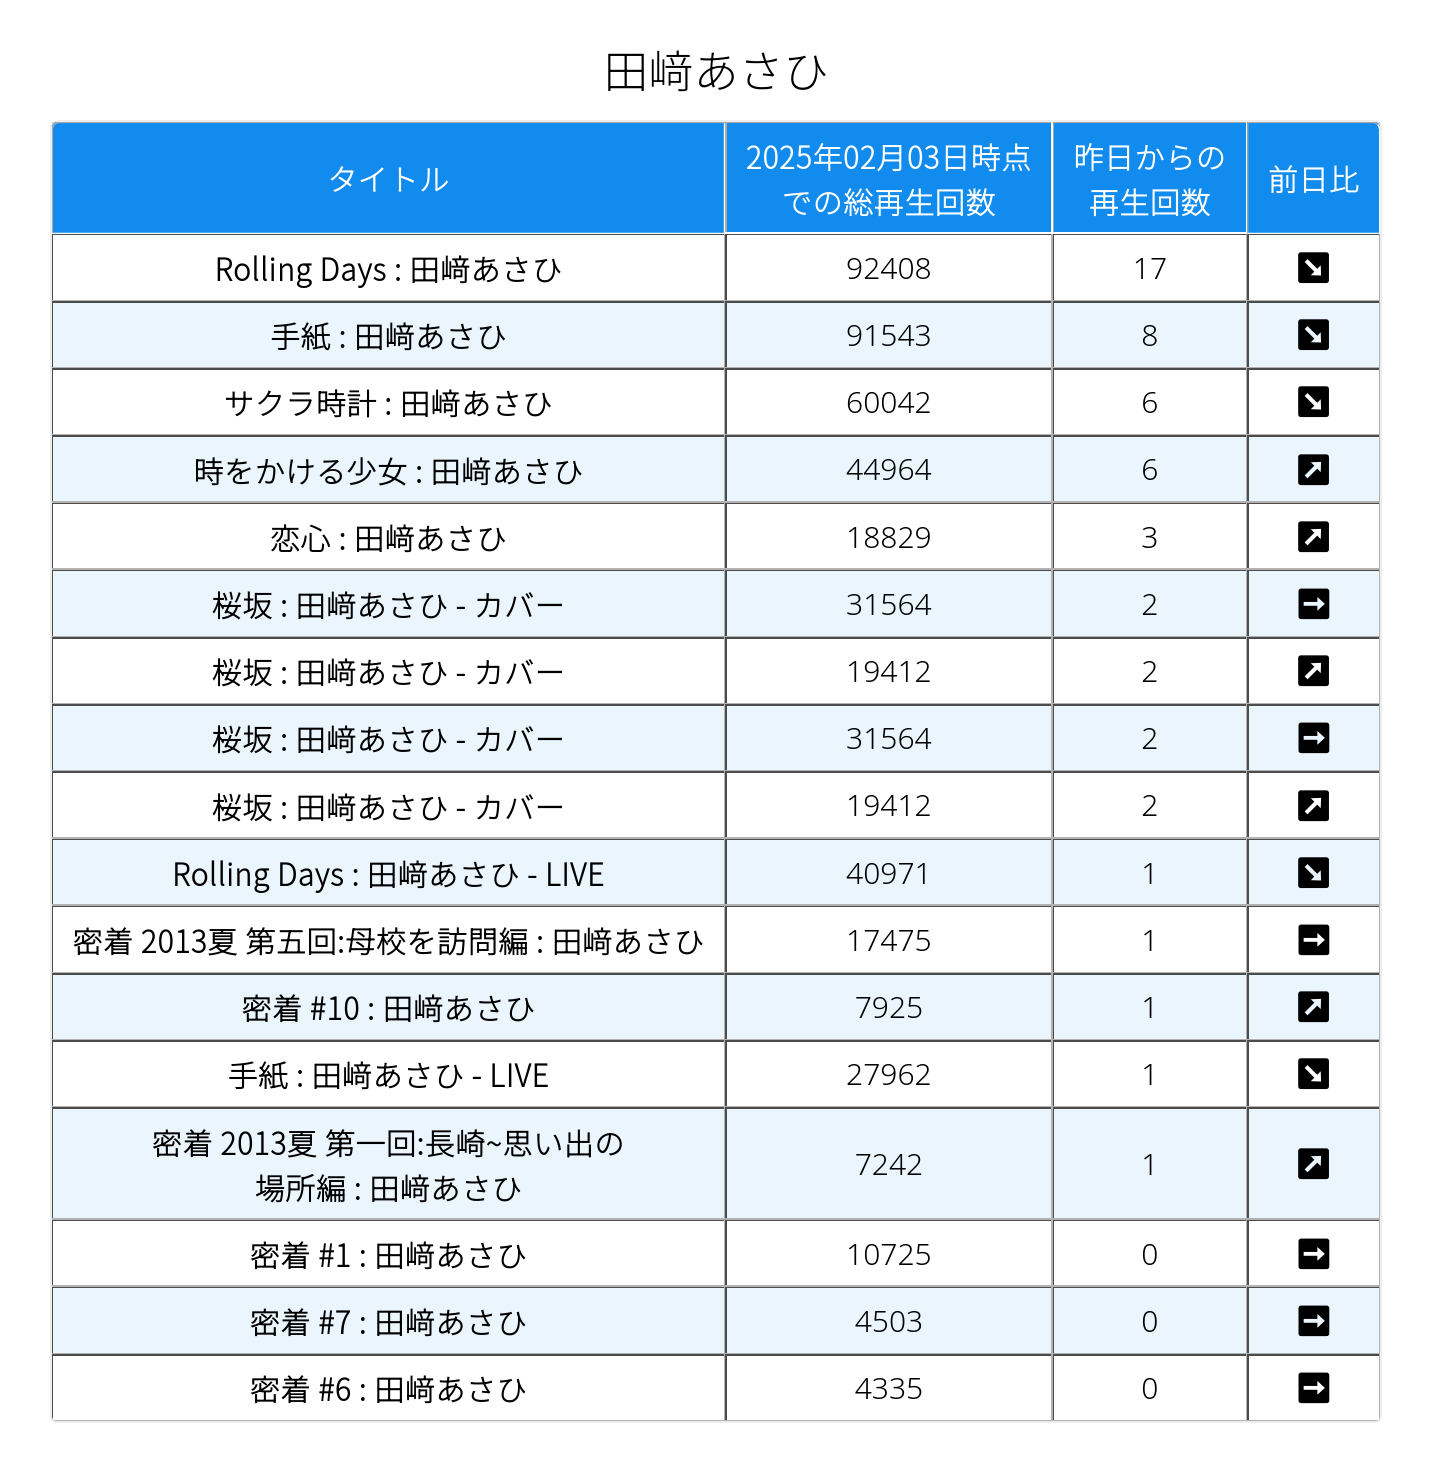 田﨑あさひ
タイトル
2025年02月03日時点
での総再生回数
昨日からの
再生回数
前日比
Rolling Days : 田﨑あさひ 92408 17
手紙 : 田﨑あさひ 91543 8
サクラ時計 : 田﨑あさひ 60042 6
時をかける少女 : 田﨑あさひ 44964 6
恋心 : 田﨑あさひ 18829 3
桜坂 : 田﨑あさひ - カバー 31564 2
桜坂 : 田﨑あさひ - カバー 19412 2
桜坂 : 田﨑あさひ - カバー 31564 2
桜坂 : 田﨑あさひ - カバー 19412 2
Rolling Days : 田﨑あさひ - LIVE 40971 1
密着 2013夏 第五回:母校を訪問編 : 田﨑あさひ 17475 1
密着 #10 : 田﨑あさひ 7925 1
手紙 : 田﨑あさひ - LIVE 27962 1
密着 2013夏 第一回:長崎~思い出の
場所編 : 田﨑あさひ 7242 1
密着 #1 : 田﨑あさひ 10725 0
密着 #7 : 田﨑あさひ 4503 0
密着 #6 : 田﨑あさひ 4335 0